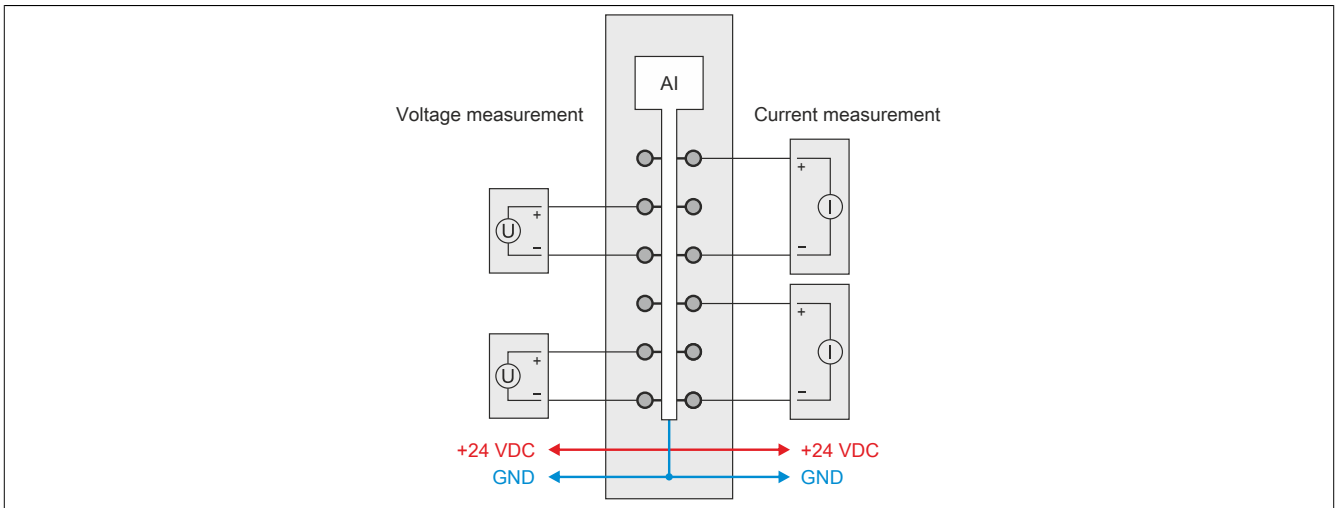 AI
Voltage measurement
Current measurement
+
+
U
I
-
-
+
+
U
I
-
-
+24 VDC
+24 VDC
GND
GND